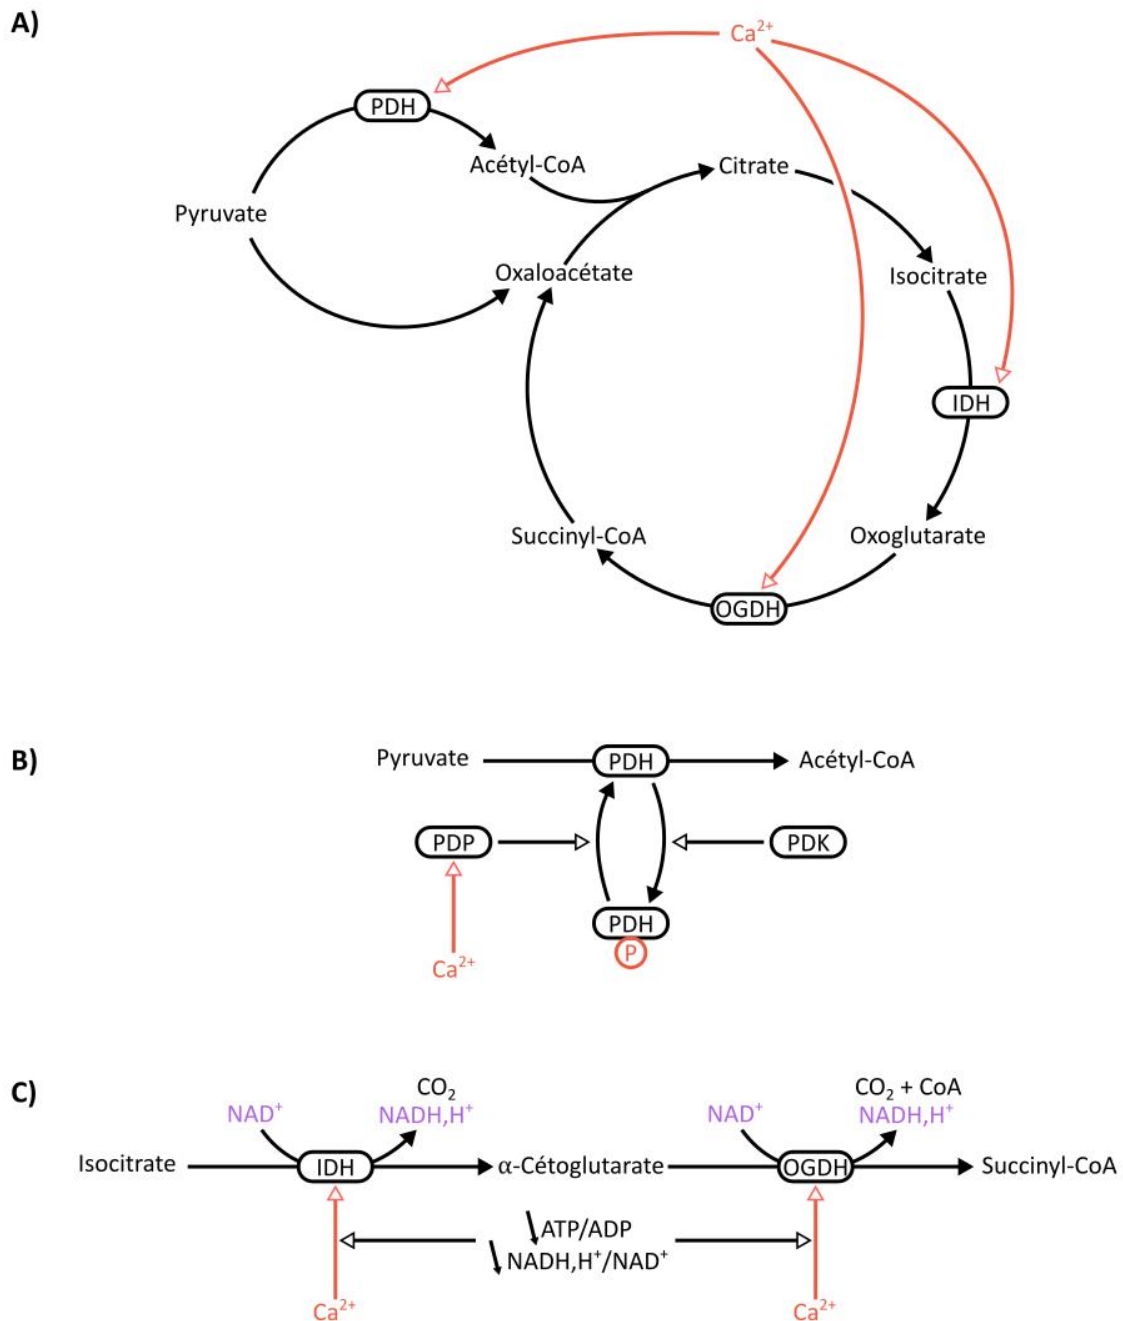 A)
Ca²⁺
PDH
Acétyl-CoA
Citrate
Pyruvate
Oxaloacétate
Isocitrate
IDH
Succinyl-CoA
Oxoglutarate
OGDH
B)
Pyruvate
PDH
Acétyl-CoA
PDP
PDK
PDH
P
Ca²⁺
C)
CO₂
CO₂ + CoA
NAD⁺
NADH,H⁺
NAD⁺
NADH,H⁺
Isocitrate
IDH
α-Cétoglutarate
OGDH
Succinyl-CoA
ATP/ADP
NADH,H⁺/NAD⁺
Ca²⁺
Ca²⁺